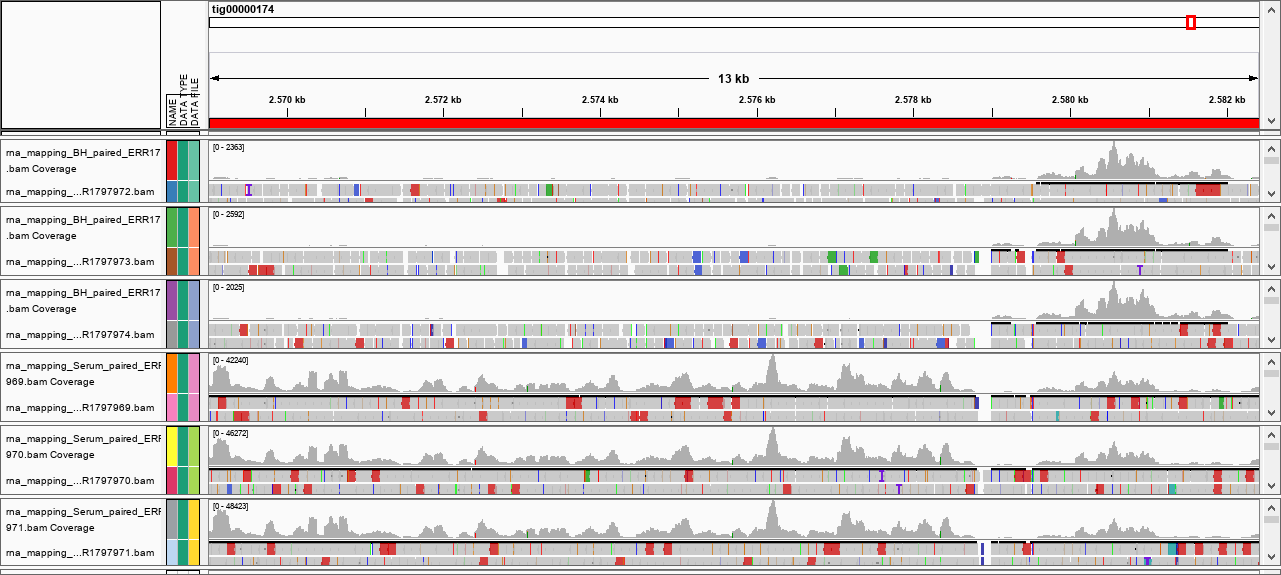 tig00000174
NAME
DATA TYPE
DATA FILE
13 kb
2.570 kb 2.572 kb 2.574 kb 2.576 kb 2.578 kb 2.580 kb 2.582 kb
rna_mapping_BH_paired_ERR17
.bam Coverage
[0 - 2363]
rna_mapping_...R1797972.bam
rna_mapping_BH_paired_ERR17
.bam Coverage
[0 - 2592]
rna_mapping_...R1797973.bam
rna_mapping_BH_paired_ERR17
.bam Coverage
[0 - 2025]
rna_mapping_...R1797974.bam
rna_mapping_Serum_paired_ERF
969.bam Coverage
[0 - 42240]
rna_mapping_...R1797969.bam
rna_mapping_Serum_paired_ERF
970.bam Coverage
[0 - 46272]
rna_mapping_...R1797970.bam
rna_mapping_Serum_paired_ERF
971.bam Coverage
[0 - 48423]
rna_mapping_...R1797971.bam